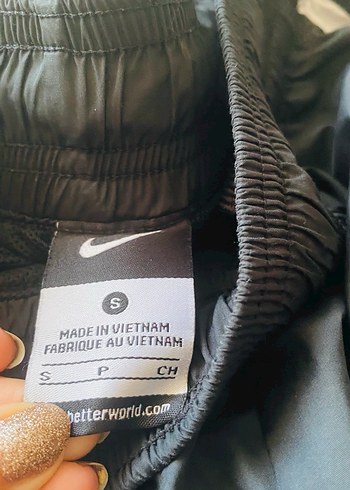 S
MADE IN VIETNAM
FABRIQUE AU VIETNAM
S P CH
betterworld.com